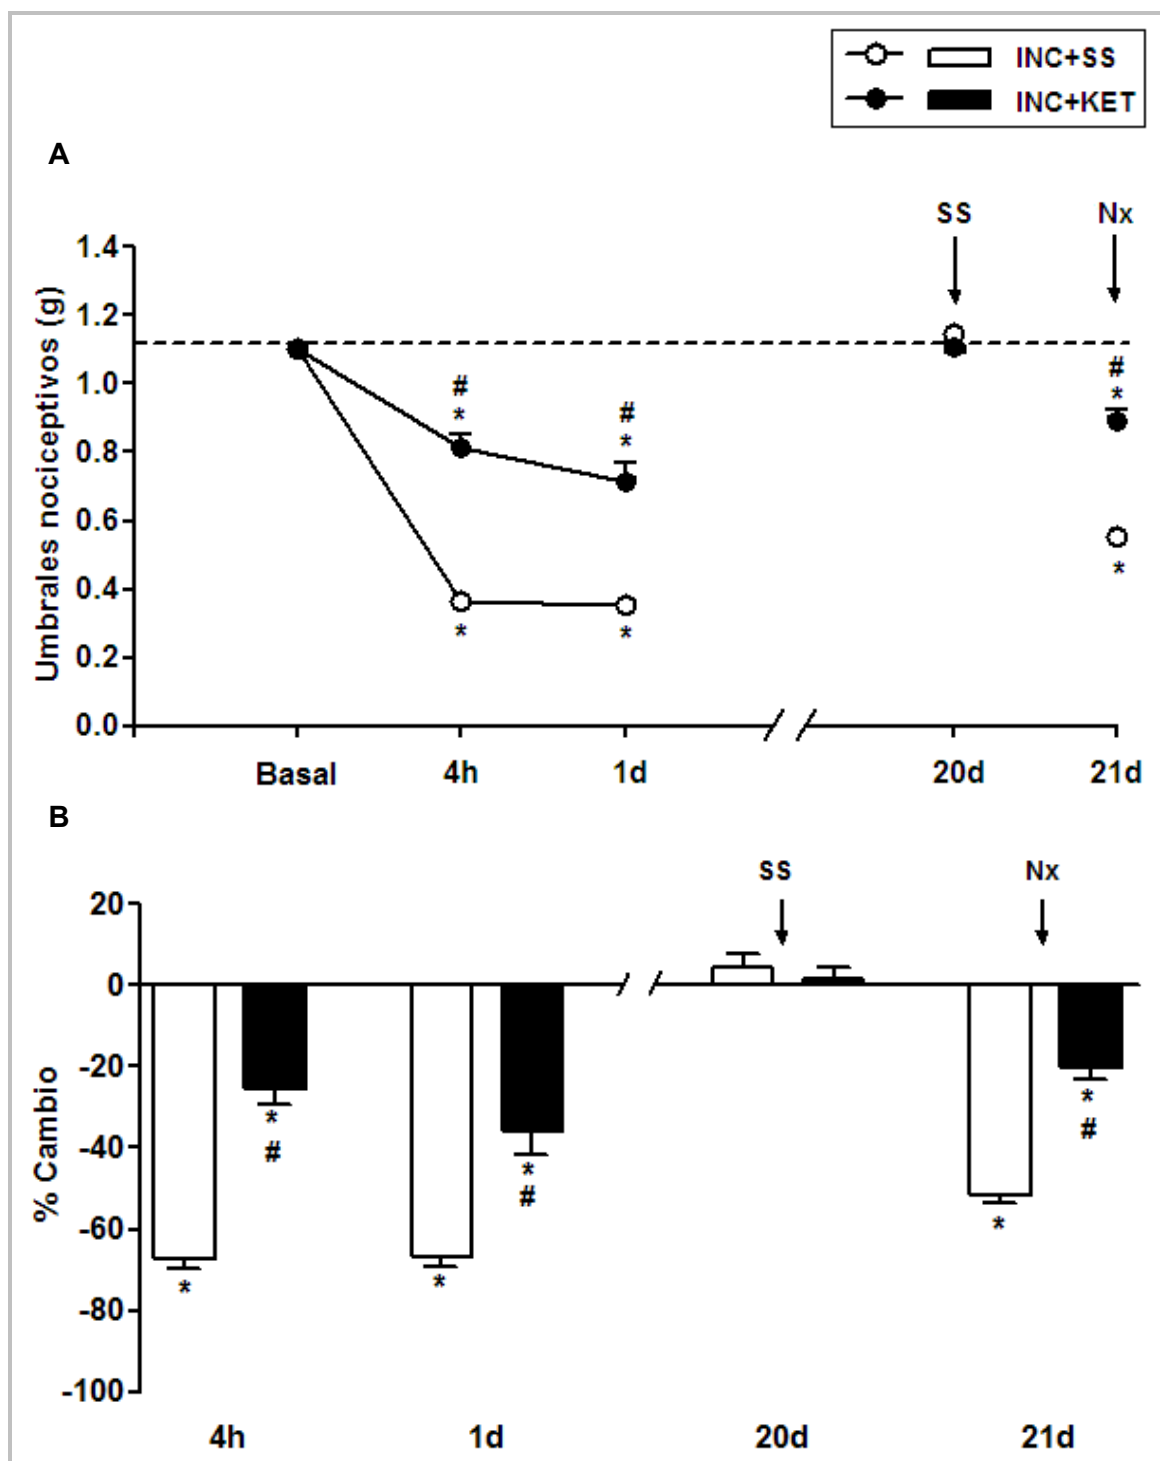 INC+SS
INC+KET
A
SS Nx
Umbrales nociceptivos (g)
1.4
1.2
1.0
0.8
0.6
0.4
0.2
0.0
# *
# *
# *
*
*
*
Basal 4h 1d 20d 21d
B
SS Nx
% Cambio
20
0
-20
-40
-60
-80
-100
*
* #
*
* #
*
* #
4h 1d 20d 21d